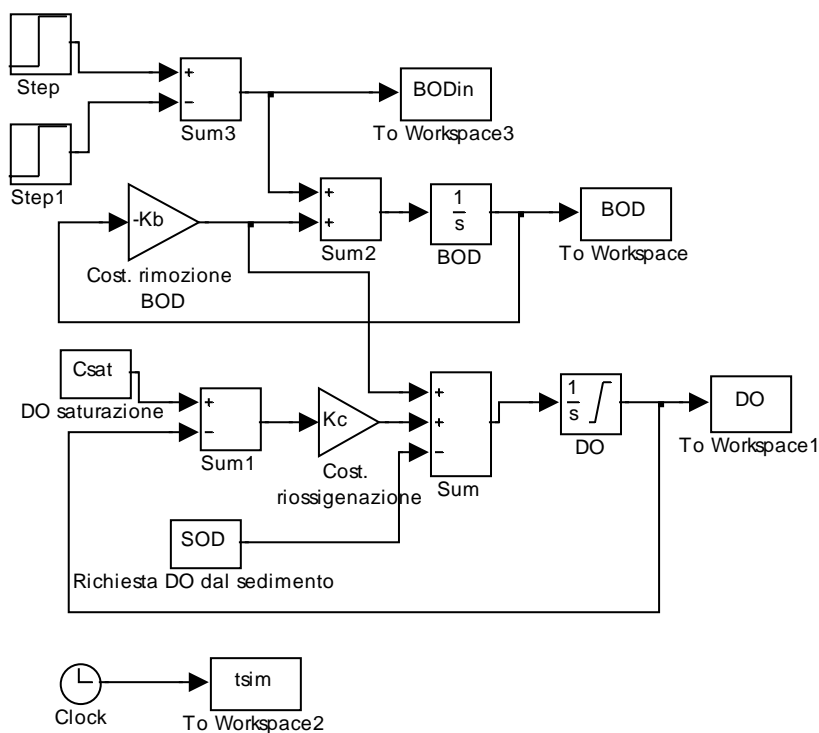 Step
+
−
Sum3
BODin
To Workspace3
Step1
-Kb
Cost. rimozione
BOD
+
+
Sum2
1
s
BOD
BOD
To Workspace
Csat
DO saturazione
+
−
Sum1
Kc
Cost.
riossigenazione
+
+
−
Sum
1
s
DO
DO
To Workspace1
SOD
Richiesta DO dal sedimento
Clock
tsim
To Workspace2